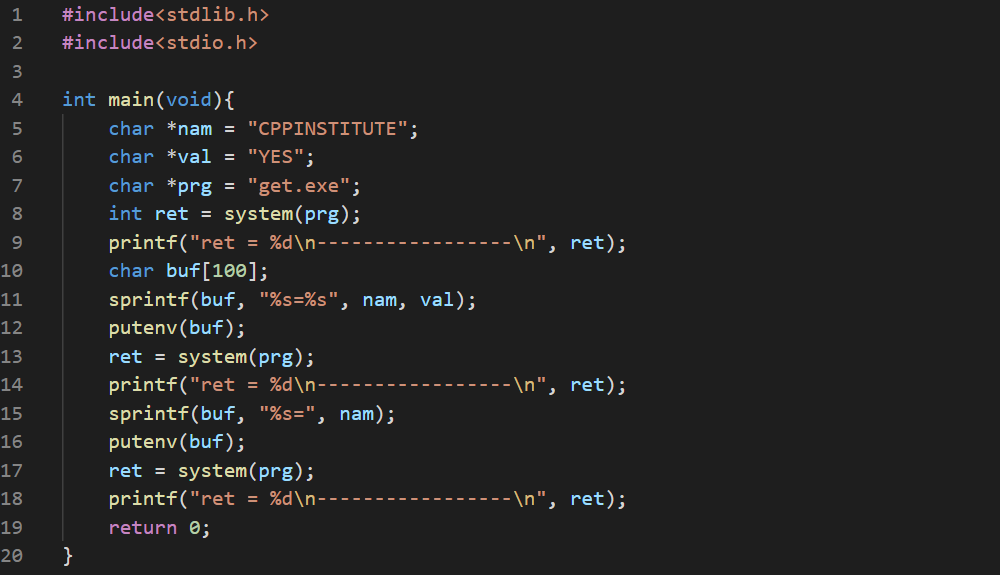 1 #include<stdlib.h>
2 #include<stdio.h>
3
4 int main(void){
5     char *nam = "CPPINSTITUTE";
6     char *val = "YES";
7     char *prg = "get.exe";
8     int ret = system(prg);
9     printf("ret = %d\n-----------------\n", ret);
10     char buf[100];
11     sprintf(buf, "%s=%s", nam, val);
12     putenv(buf);
13     ret = system(prg);
14     printf("ret = %d\n-----------------\n", ret);
15     sprintf(buf, "%s=", nam);
16     putenv(buf);
17     ret = system(prg);
18     printf("ret = %d\n-----------------\n", ret);
19     return 0;
20 }